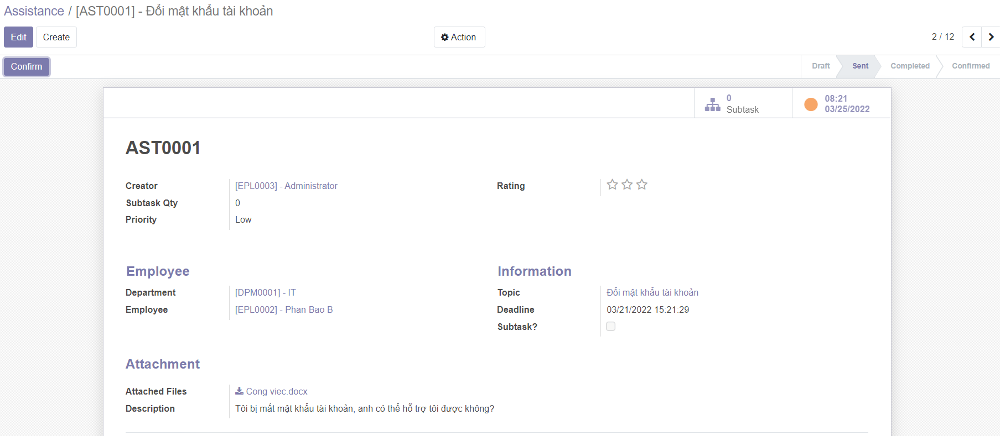 Assistance / [AST0001] - Đổi mật khẩu tài khoản
Edit Create Action 2 / 12
Confirm Draft Sent Completed Confirmed
0 08:21
Subtask 03/25/2022
AST0001
Creator [EPL0003] - Administrator Rating
Subtask Qty 0
Priority Low
Employee Information
Department [DPM0001] - IT Topic Đổi mật khẩu tài khoản
Employee [EPL0002] - Phan Bao B Deadline 03/21/2022 15:21:29
Subtask?
Attachment
Attached Files Cong viec.docx
Description Tôi bị mất mật khẩu tài khoản, anh có thể hỗ trợ tôi được không?